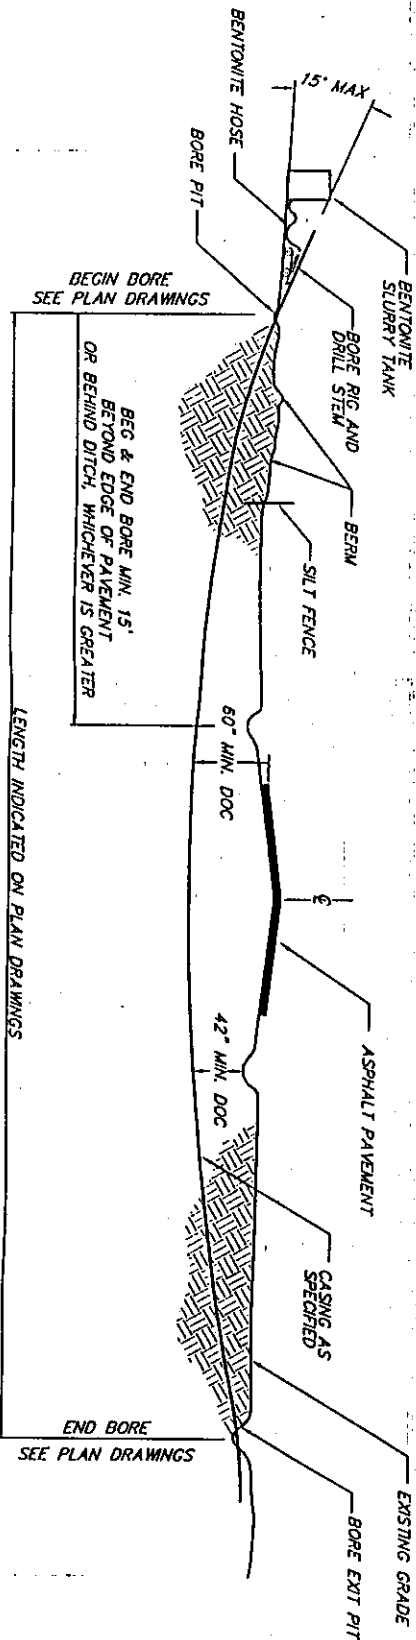 15° MAX
BENTONITE HOSE
BORE PIT
BENTONITE
SLURRY TANK
BORE RIG AND
DRILL STEM
BERM
SILT FENCE
BEGIN BORE
SEE PLAN DRAWINGS
BEG & END BORE MIN. 15'
BEYOND EDGE OF PAVEMENT
OR BEHIND DITCH, WHICHEVER IS GREATER
60" MIN. DOC
℄
ASPHALT PAVEMENT
42" MIN. DOC
CASING AS
SPECIFIED
EXISTING GRADE
BORE EXIT PIT
END BORE
SEE PLAN DRAWINGS
LENGTH INDICATED ON PLAN DRAWINGS